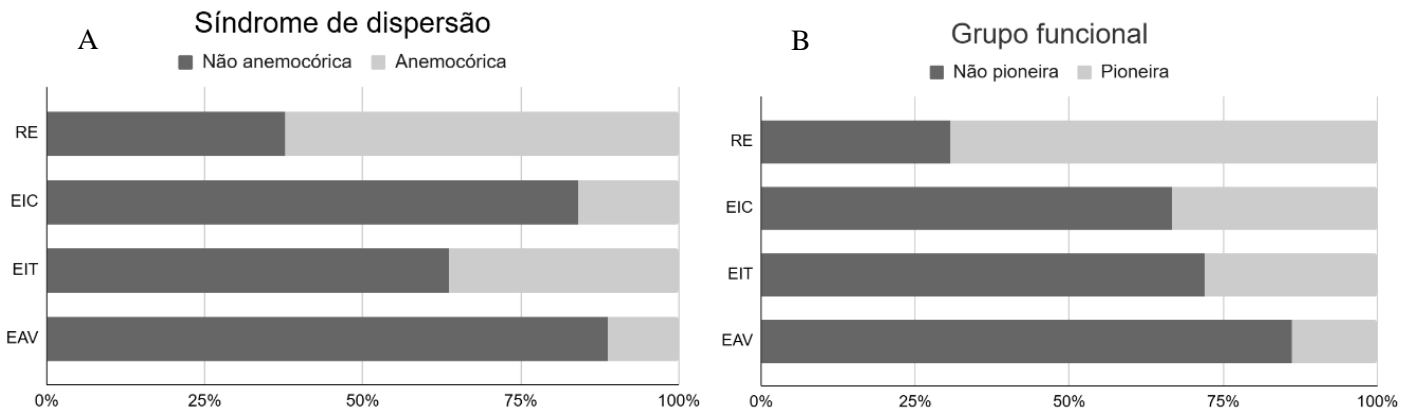 A
Síndrome de dispersão
Não anemocórica Anemocórica
RE
EIC
EIT
EAV
0% 25% 50% 75% 100%
B
Grupo funcional
Não pioneira Pioneira
RE
EIC
EIT
EAV
0% 25% 50% 75% 100%